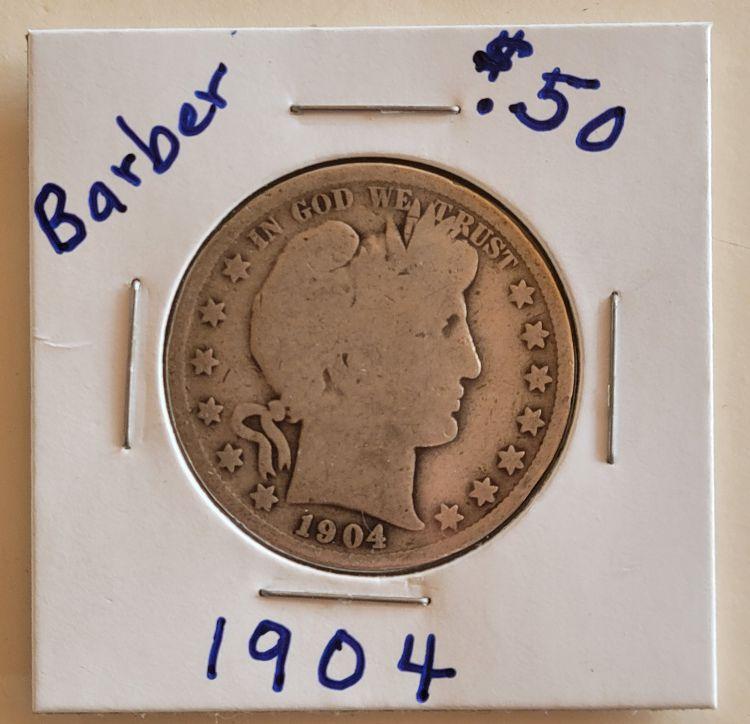 Barber
$.50
IN GOD WE TRUST
1904
1904